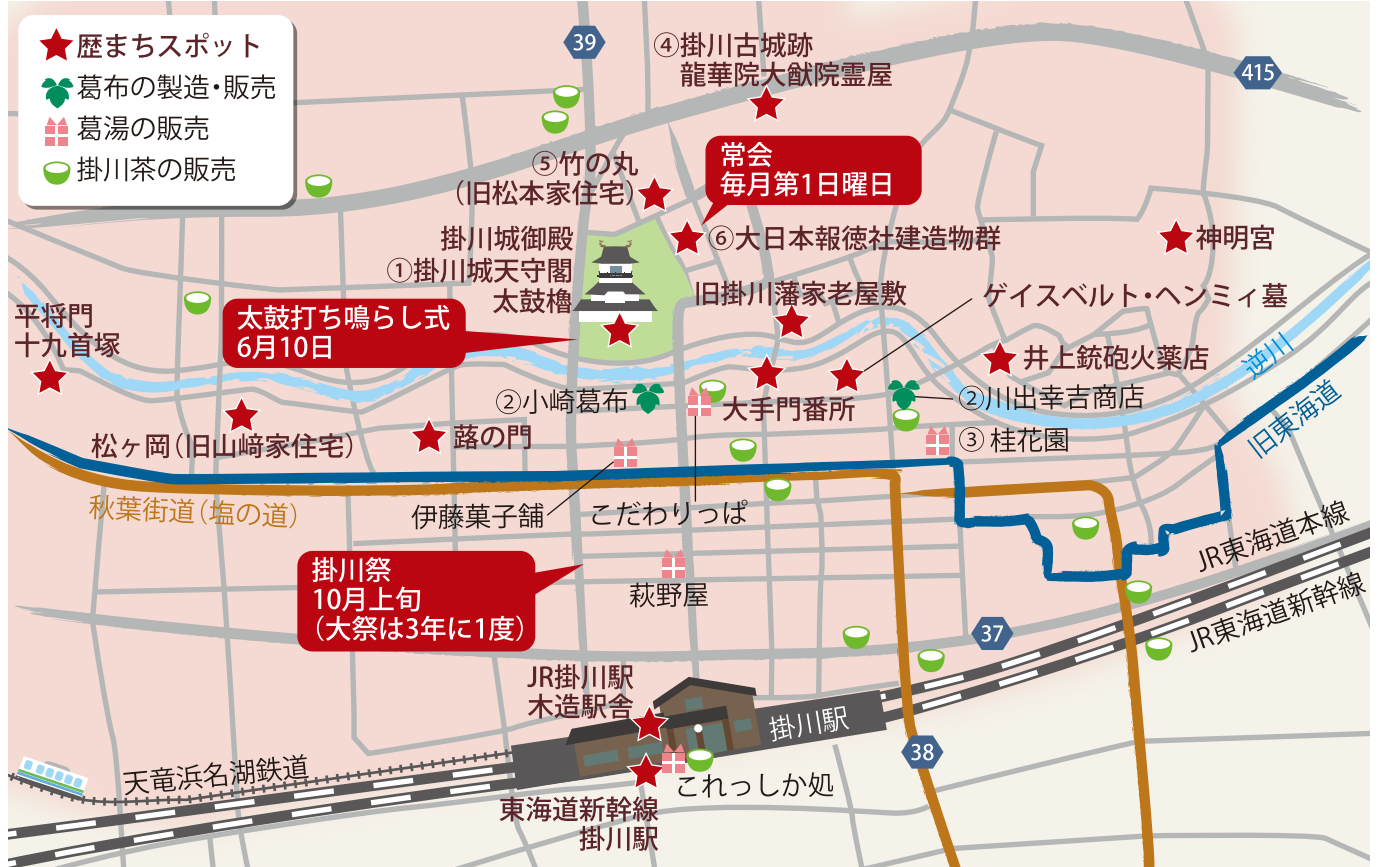 歴まちスポット
葛布の製造・販売
葛湯の販売
掛川茶の販売
39
④掛川古城跡
龍華院大猷院霊屋
415
⑤竹の丸
(旧松本家住宅)
常会
毎月第1日曜日
掛川城御殿
①掛川城天守閣
太鼓櫓
⑥大日本報徳社建造物群
神明宮
平将門
十九首塚
太鼓打ち鳴らし式
6月10日
旧掛川藩家老屋敷
ゲイスベルト・ヘンミィ墓
井上銃砲火薬店
逆川
②小崎葛布
大手門番所
②川出幸吉商店
旧東海道
松ヶ岡(旧山﨑家住宅)
蕗の門
③桂花園
秋葉街道(塩の道)
伊藤菓子舗
こだわりっぱ
JR東海道本線
JR東海道新幹線
掛川祭
10月上旬
(大祭は3年に1度)
萩野屋
37
JR掛川駅
木造駅舎
掛川駅
38
天竜浜名湖鉄道
これっしか処
東海道新幹線
掛川駅